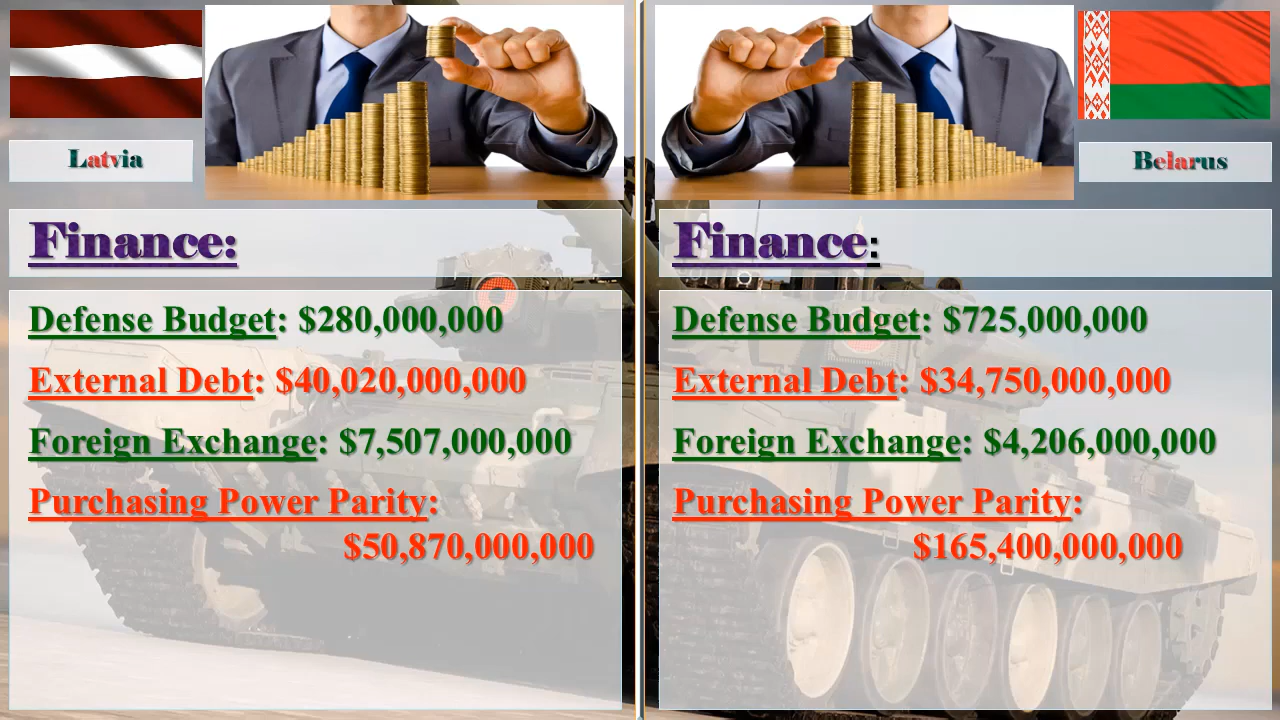 Latvia
Finance:
Defense Budget: $280,000,000
External Debt: $40,020,000,000
Foreign Exchange: $7,507,000,000
Purchasing Power Parity:
$50,870,000,000
Belarus
Finance:
Defense Budget: $725,000,000
External Debt: $34,750,000,000
Foreign Exchange: $4,206,000,000
Purchasing Power Parity:
$165,400,000,000